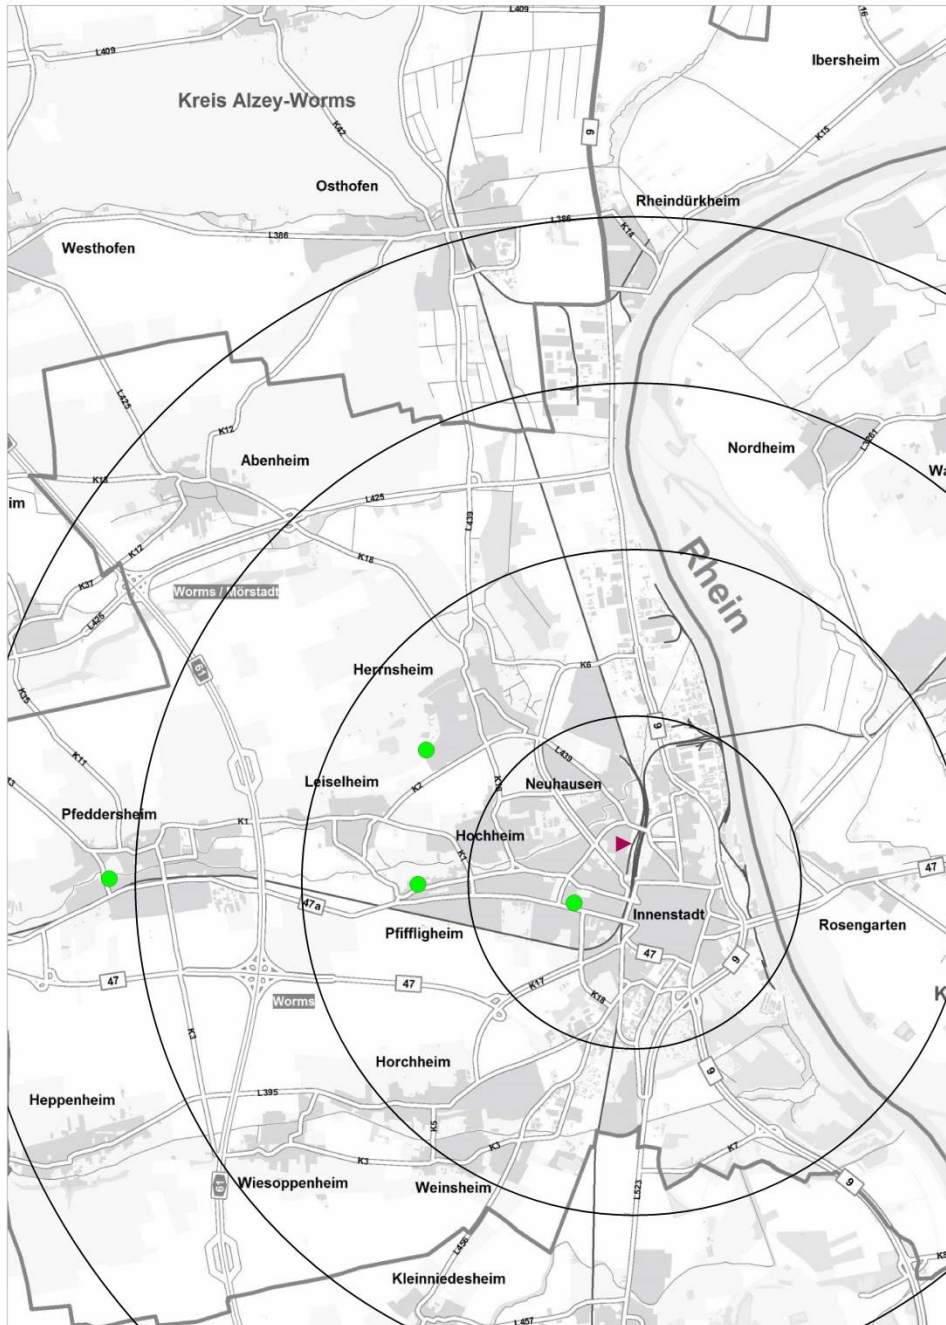 L409
L409
K16
Ibersheim
Kreis Alzey-Worms
K42
9
K15
Osthofen
Rheindürkheim
L386
L386
K14
Westhofen
L425
K12
Nordheim
L3261
Abenheim
Wa
K13
L425
im
L439
K12
K18
Rhein
K37
Worms / Mörstadt
L425
Herrnsheim
K6
61
K35
9
L439
K11
Leiselheim
K2
Neuhausen
43
Pfeddersheim
K1
Hochheim
K1
47
47a
Innenstadt
Rosengarten
Pfiffligheim
47
9
47
47
K17
K
Worms
K18
K3
Horchheim
9
Heppenheim
L395
K5
K3
K7
K3
Wiesoppenheim
Weinsheim
61
L523
9
L456
K5
Kleinniedesheim
L457